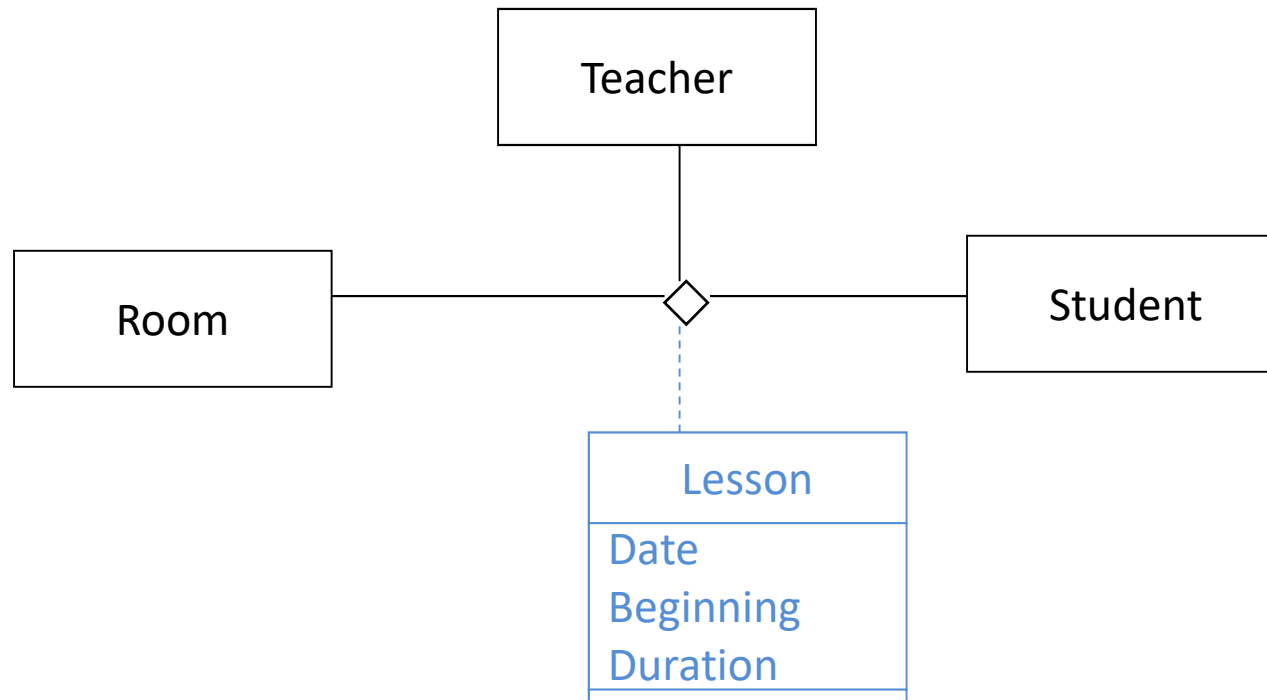 Teacher
Room
Student
Lesson
Date
Beginning
Duration